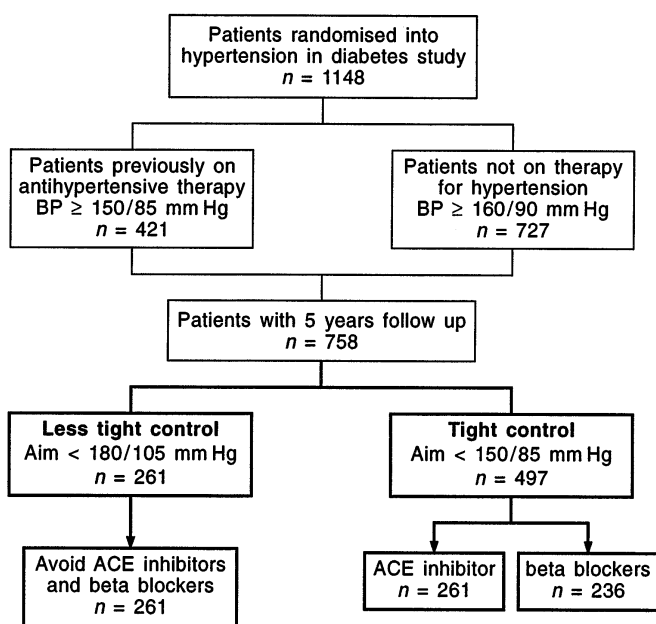 Patients randomised into
hypertension in diabetes study
n = 1148
Patients previously on
antihypertensive therapy
BP ≥ 150/85 mm Hg
n = 421
Patients not on therapy
for hypertension
BP ≥ 160/90 mm Hg
n = 727
Patients with 5 years follow up
n = 758
Less tight control
Aim < 180/105 mm Hg
n = 261
Tight control
Aim < 150/85 mm Hg
n = 497
Avoid ACE inhibitors
and beta blockers
n = 261
ACE inhibitor
n = 261
beta blockers
n = 236